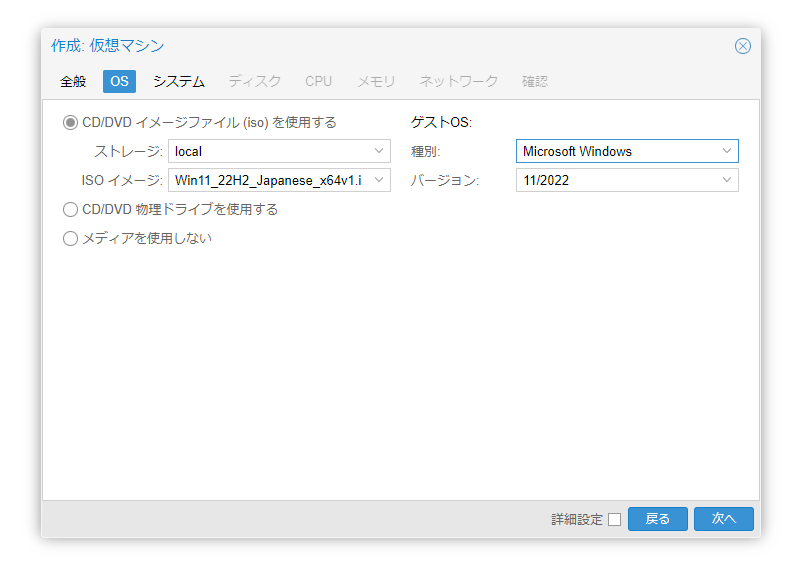 作成: 仮想マシン
全般 OS システム ディスク CPU メモリ ネットワーク 確認
CD/DVD イメージファイル (iso) を使用する ゲストOS:
ストレージ: local 種別: Microsoft Windows
ISO イメージ: Win11_22H2_Japanese_x64v1.i バージョン: 11/2022
CD/DVD 物理ドライブを使用する
メディアを使用しない
詳細設定 戻る 次へ